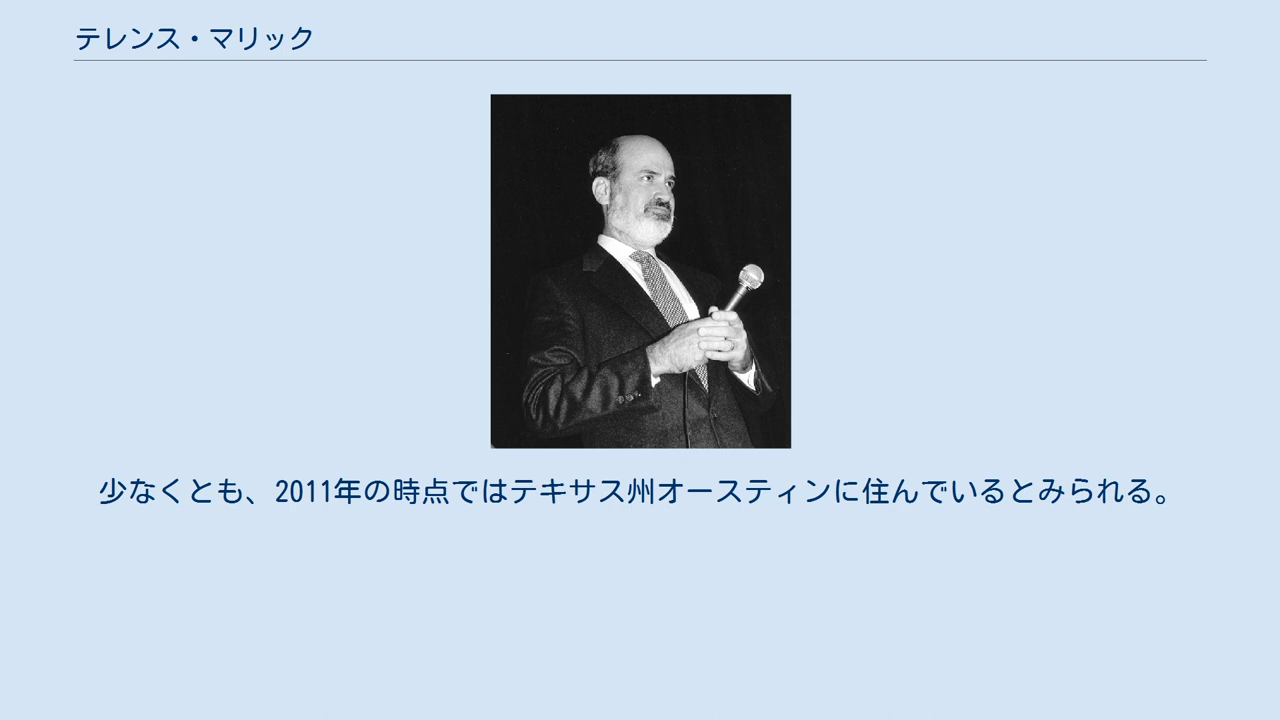 テレンス・マリック
少なくとも、2011年の時点ではテキサス州オースティンに住んでいるとみられる。